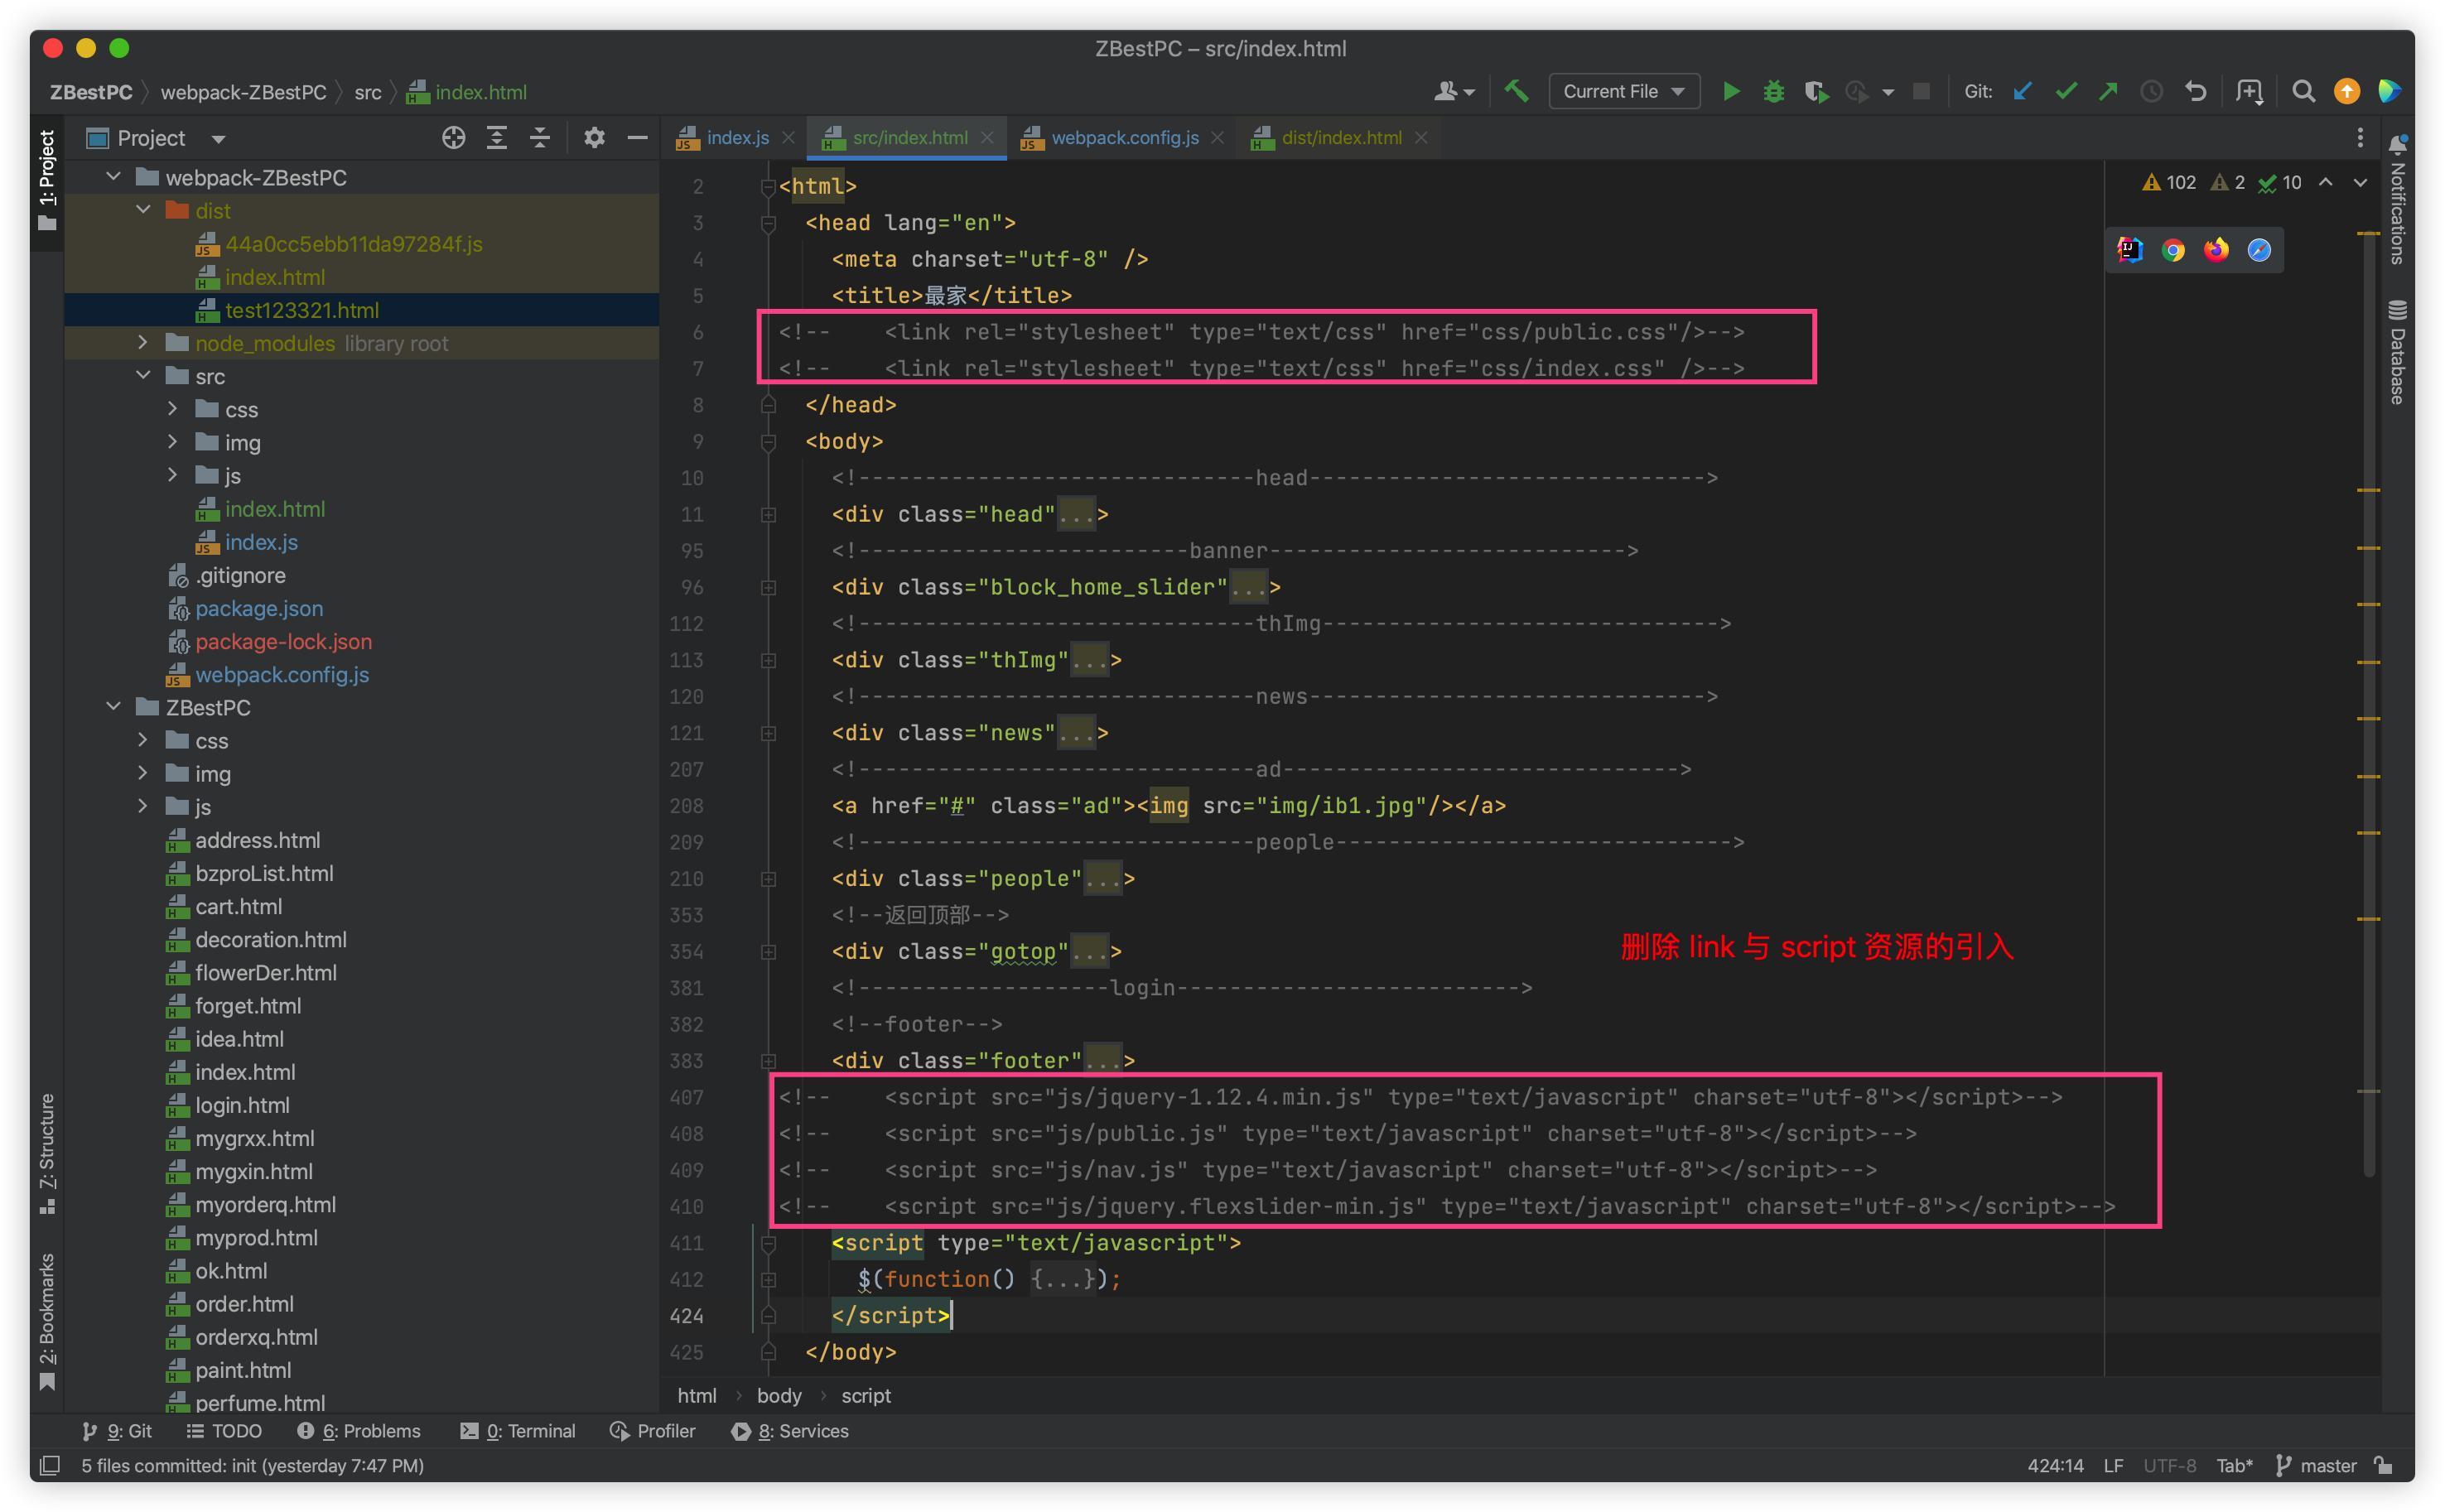 ZBestPC – src/index.html
ZBestPC
webpack-ZBestPC
src
index.html
Current File
Git:
1: Project
Project
index.js
src/index.html
webpack.config.js
dist/index.html
Notifications
Database
102
2
10
webpack-ZBestPC
dist
44a0cc5ebb11da97284f.js
index.html
test123321.html
node_modules library root
src
css
img
js
index.html
index.js
.gitignore
package.json
package-lock.json
webpack.config.js
ZBestPC
css
img
js
address.html
bzproList.html
cart.html
decoration.html
flowerDer.html
forget.html
idea.html
index.html
login.html
mygrxx.html
mygxin.html
myorderq.html
myprod.html
ok.html
order.html
orderxq.html
paint.html
perfume.html
7: Structure
2: Bookmarks
2 <html>
3 <head lang="en">
4 <meta charset="utf-8" />
5 <title>最家</title>
6 <!-- <link rel="stylesheet" type="text/css" href="css/public.css"/>-->
7 <!-- <link rel="stylesheet" type="text/css" href="css/index.css" />-->
8 </head>
9 <body>
10 <!------------------------------head------------------------------>
11 <div class="head"...>
95 <!-------------------------banner--------------------------->
96 <div class="block_home_slider"...>
112 <!------------------------------thImg------------------------------>
113 <div class="thImg"...>
120 <!------------------------------news------------------------------>
121 <div class="news"...>
207 <!------------------------------ad------------------------------>
208 <a href="#" class="ad"><img src="img/ib1.jpg"/></a>
209 <!------------------------------people------------------------------>
210 <div class="people"...>
353 <!--返回顶部-->
354 <div class="gotop"...>
删除 link 与 script 资源的引入
381 <!-------------------login-------------------------->
382 <!--footer-->
383 <div class="footer"...>
407 <!-- <script src="js/jquery-1.12.4.min.js" type="text/javascript" charset="utf-8"></script>-->
408 <!-- <script src="js/public.js" type="text/javascript" charset="utf-8"></script>-->
409 <!-- <script src="js/nav.js" type="text/javascript" charset="utf-8"></script>-->
410 <!-- <script src="js/jquery.flexslider-min.js" type="text/javascript" charset="utf-8"></script>-->
411 <script type="text/javascript">
412 $(function() {...});
424 </script>
425 </body>
html
body
script
9: Git
TODO
6: Problems
0: Terminal
Profiler
8: Services
5 files committed: init (yesterday 7:47 PM)
424:14
LF
UTF-8
Tab*
master